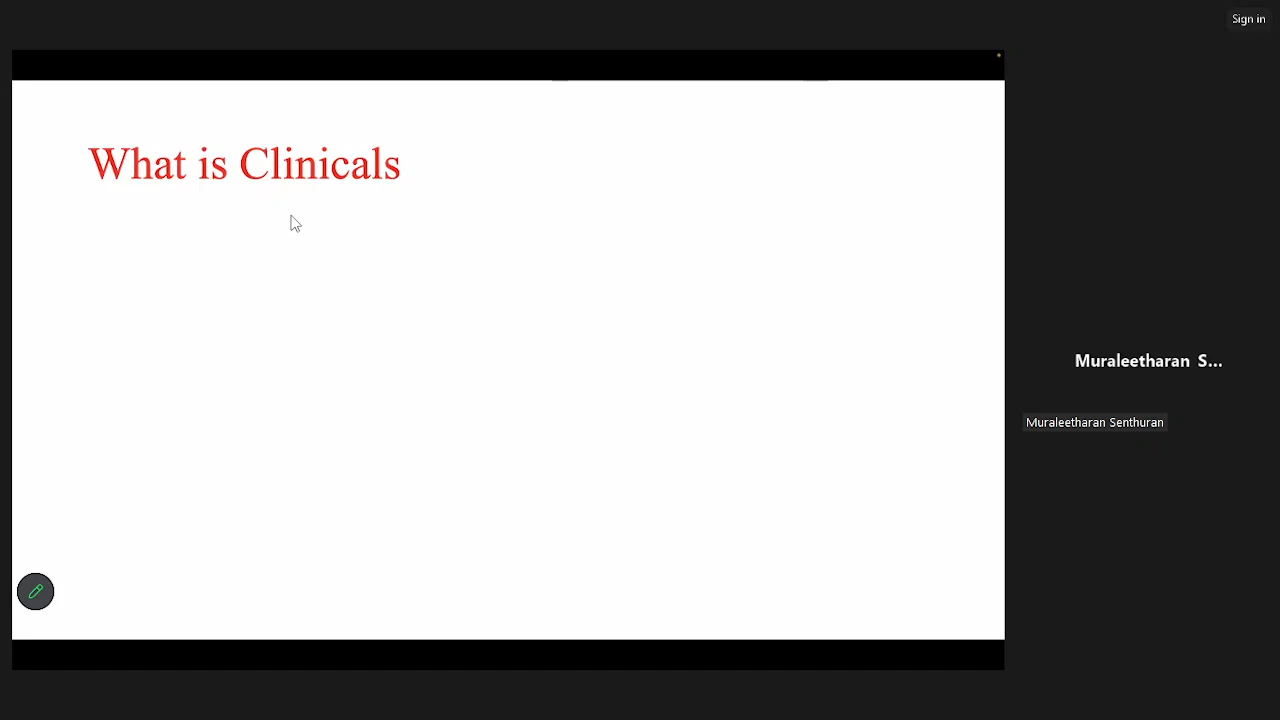 Sign in
What is Clinicals
Muraleetharan S...
Muraleetharan Senthuran